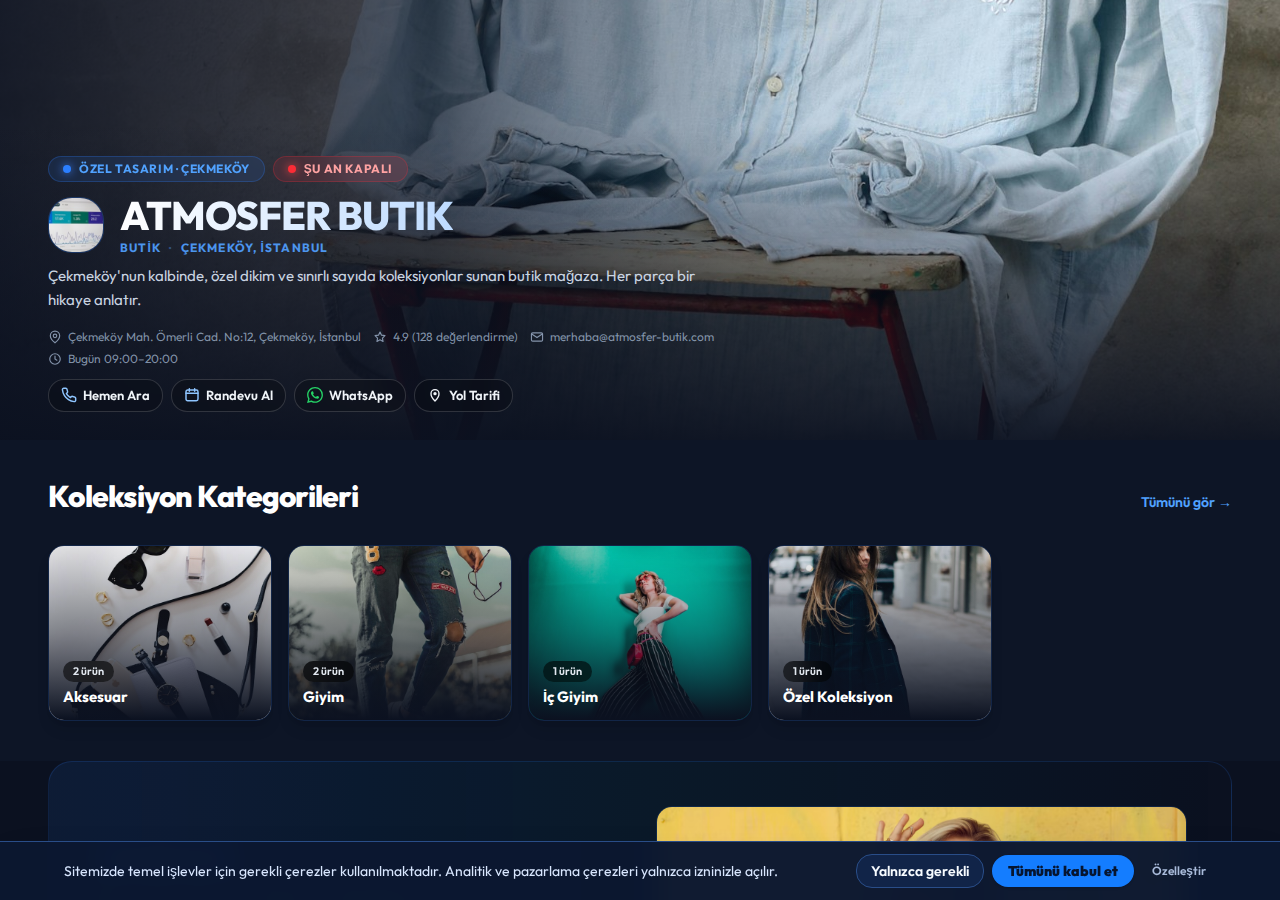 ÖZEL TASARIM · ÇEKMEKÖY
ŞU AN KAPALI
ATMOSFER BUTIK
BUTİK · ÇEKMEKÖY, İSTANBUL
Çekmeköy'nun kalbinde, özel dikim ve sınırlı sayıda koleksiyonlar sunan butik mağaza. Her parça bir
hikaye anlatır.
Çekmeköy Mah. Ömerli Cad. No:12, Çekmeköy, İstanbul
4.9 (128 değerlendirme)
merhaba@atmosfer-butik.com
Bugün 09:00–20:00
Hemen Ara
Randevu Al
WhatsApp
Yol Tarifi
Koleksiyon Kategorileri
Tümünü gör →
2 ürün
Aksesuar
2 ürün
Giyim
1 ürün
İç Giyim
1 ürün
Özel Koleksiyon
Sitemizde temel işlevler için gerekli çerezler kullanılmaktadır. Analitik ve pazarlama çerezleri yalnızca izninizle açılır.
Yalnızca gerekli
Tümünü kabul et
Özelleştir